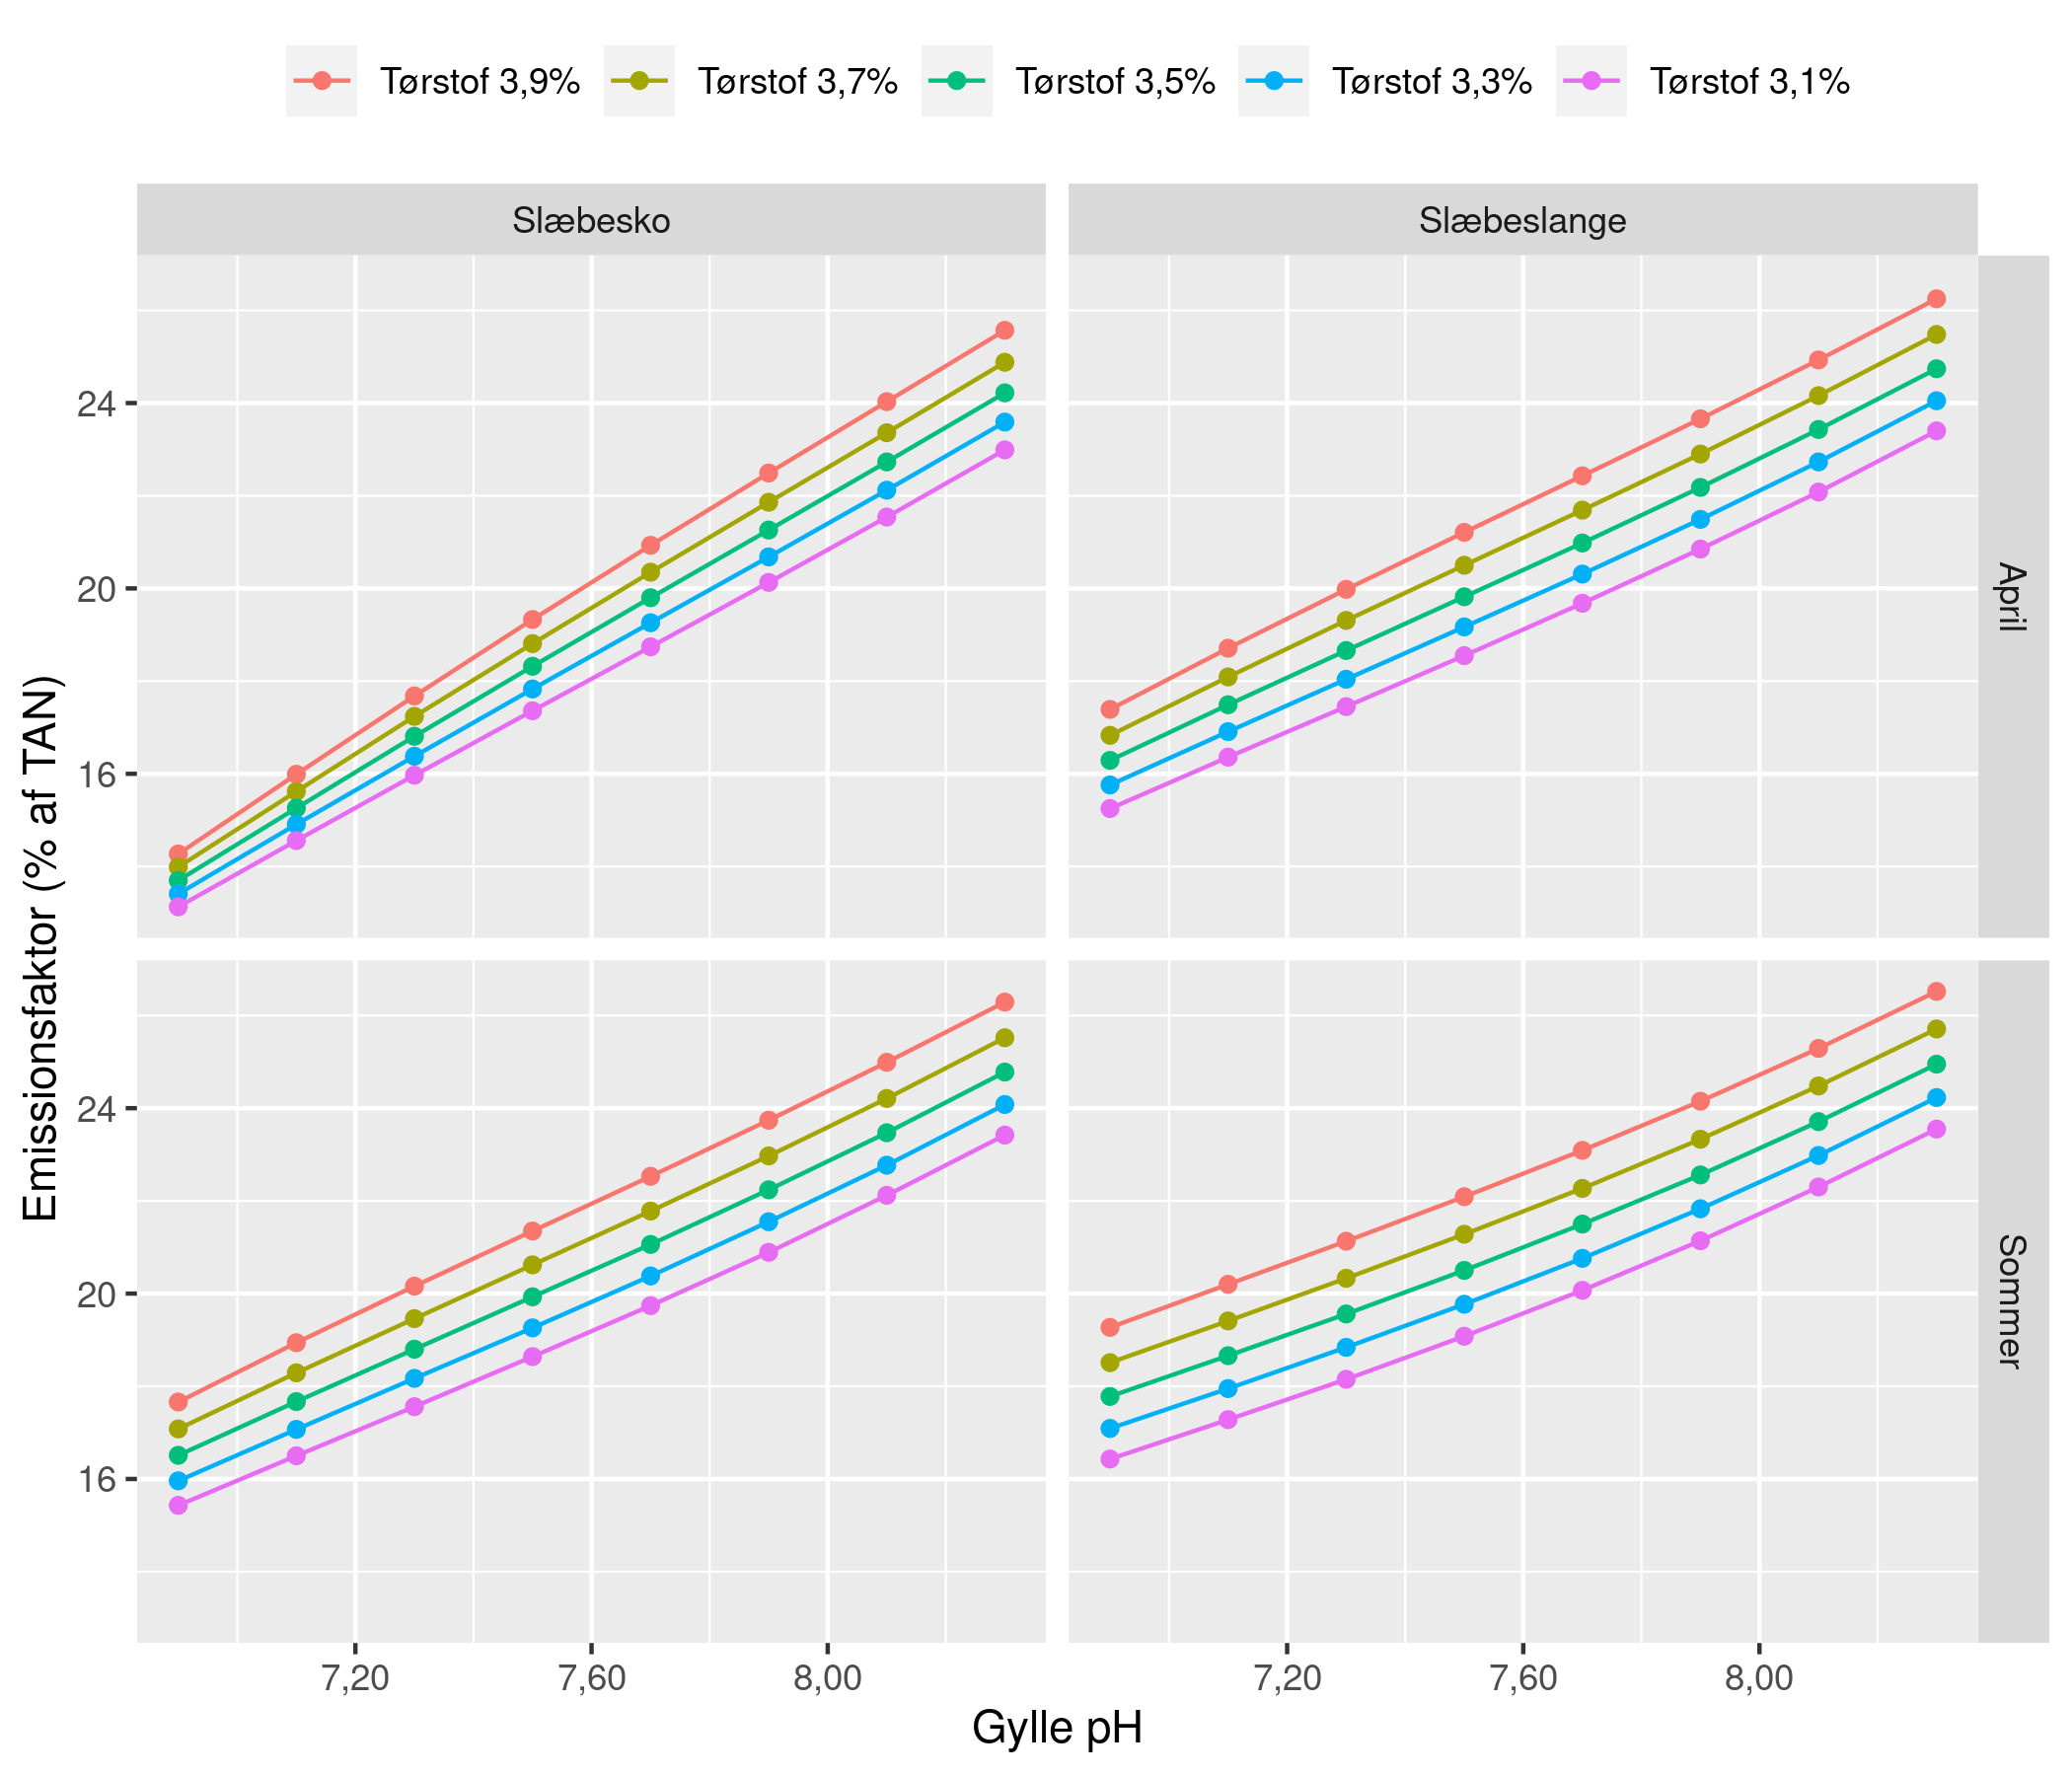 Tørstof 3,9% Tørstof 3,7% Tørstof 3,5% Tørstof 3,3% Tørstof 3,1%
Slæbesko Slæbeslange
April
Sommer
Emissionsfaktor (% af TAN)
24
20
16
24
20
16
7,20 7,60 8,00 7,20 7,60 8,00
Gylle pH